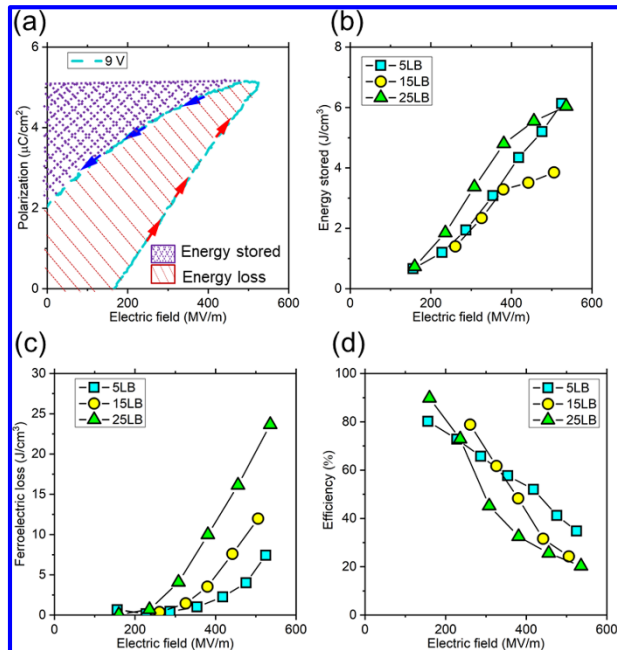 (a)
6
4
2
0
Polarization (μC/cm²)
9 V
Energy stored
Energy loss
0 200 400 600
Electric field (MV/m)
(b)
8
6
4
2
0
Energy stored (J/cm³)
5LB
15LB
25LB
0 200 400 600
Electric field (MV/m)
(c)
30
25
20
15
10
5
0
Ferroelectric loss (J/cm³)
5LB
15LB
25LB
0 200 400 600
Electric field (MV/m)
(d)
100
80
60
40
20
0
Efficiency (%)
5LB
15LB
25LB
0 200 400 600
Electric field (MV/m)